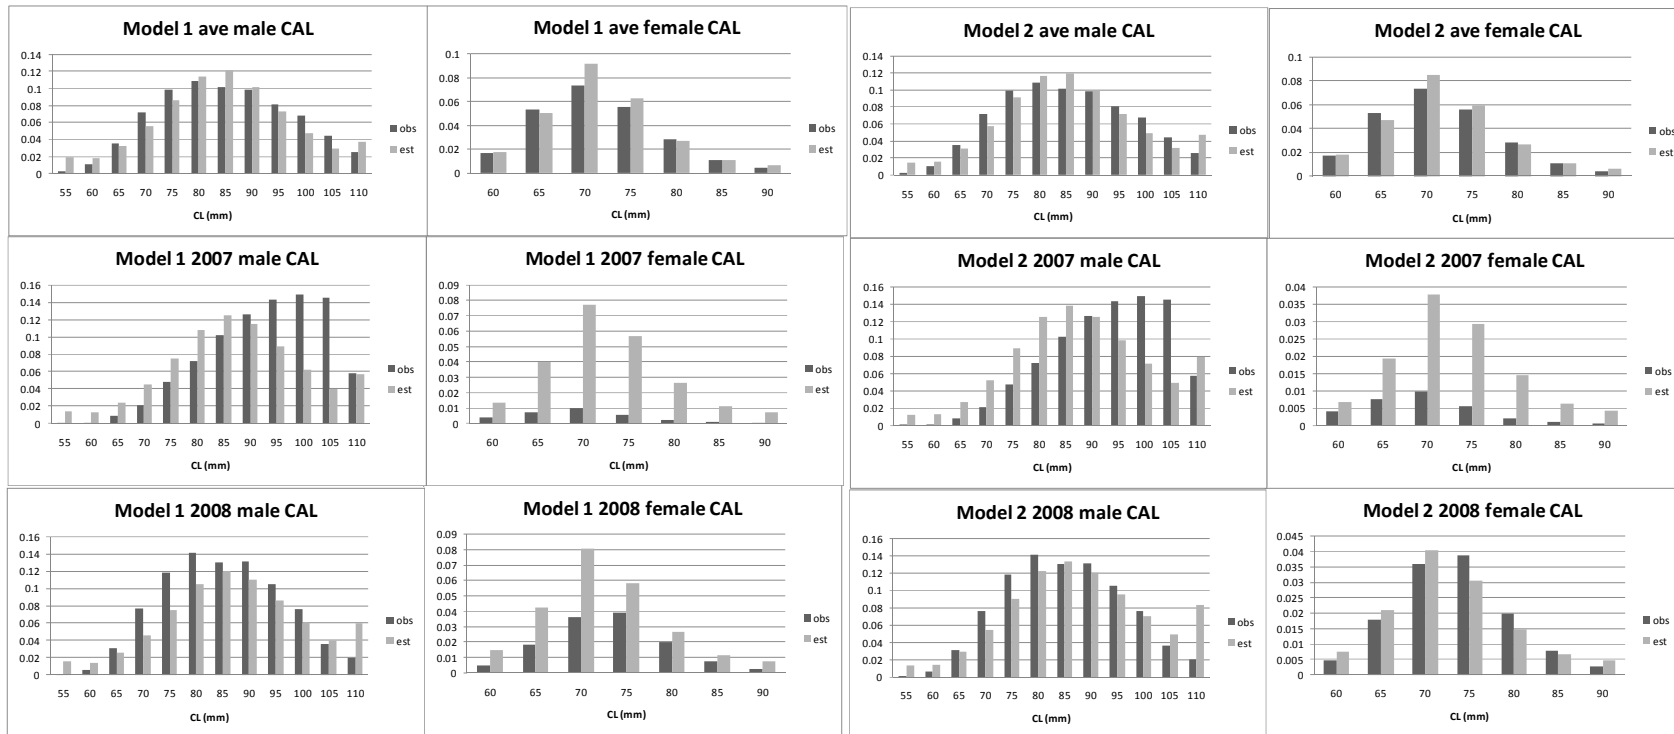 Model 1 ave male CAL
0.14
0.12
0.1
0.08
0.06
0.04
0.02
0
55 60 65 70 75 80 85 90 95 100 105 110
CL (mm)
obs
est
Model 1 ave female CAL
0.1
0.08
0.06
0.04
0.02
0
60 65 70 75 80 85 90
CL (mm)
obs
est
Model 2 ave male CAL
0.14
0.12
0.1
0.08
0.06
0.04
0.02
0
55 60 65 70 75 80 85 90 95 100 105 110
CL (mm)
obs
est
Model 2 ave female CAL
0.1
0.08
0.06
0.04
0.02
0
60 65 70 75 80 85 90
CL (mm)
obs
est
Model 1 2007 male CAL
0.16
0.14
0.12
0.1
0.08
0.06
0.04
0.02
0
55 60 65 70 75 80 85 90 95 100 105 110
CL (mm)
obs
est
Model 1 2007 female CAL
0.09
0.08
0.07
0.06
0.05
0.04
0.03
0.02
0.01
0
60 65 70 75 80 85 90
CL (mm)
obs
est
Model 2 2007 male CAL
0.16
0.14
0.12
0.1
0.08
0.06
0.04
0.02
0
55 60 65 70 75 80 85 90 95 100 105 110
CL (mm)
obs
est
Model 2 2007 female CAL
0.04
0.035
0.03
0.025
0.02
0.015
0.01
0.005
0
60 65 70 75 80 85 90
CL (mm)
obs
est
Model 1 2008 male CAL
0.16
0.14
0.12
0.1
0.08
0.06
0.04
0.02
0
55 60 65 70 75 80 85 90 95 100 105 110
CL (mm)
obs
est
Model 1 2008 female CAL
0.09
0.08
0.07
0.06
0.05
0.04
0.03
0.02
0.01
0
60 65 70 75 80 85 90
CL (mm)
obs
est
Model 2 2008 male CAL
0.16
0.14
0.12
0.1
0.08
0.06
0.04
0.02
0
55 60 65 70 75 80 85 90 95 100 105 110
CL (mm)
obs
est
Model 2 2008 female CAL
0.045
0.04
0.035
0.03
0.025
0.02
0.015
0.01
0.005
0
60 65 70 75 80 85 90
CL (mm)
obs
est